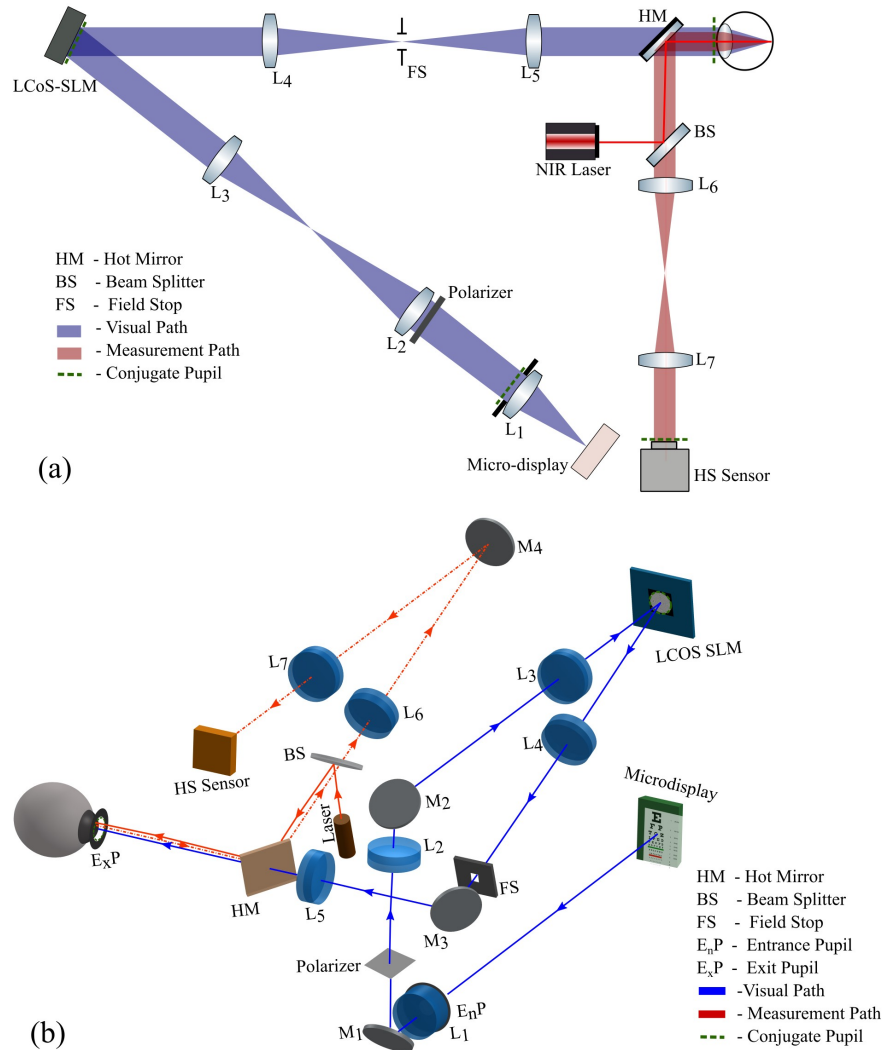 HM
L4
FS
L5
LCoS-SLM
BS
NIR Laser
L6
L3
HM - Hot Mirror
BS - Beam Splitter
FS - Field Stop
- Visual Path
- Measurement Path
- Conjugate Pupil
Polarizer
L2
L7
L1
Micro-display
HS Sensor
(a)
M4
L7
L3
LCOS SLM
L6
L4
BS
HS Sensor
Microdisplay
M2
Laser
E
F P
ExP
L2
HM
L5
FS
M3
HM - Hot Mirror
BS - Beam Splitter
FS - Field Stop
EnP - Entrance Pupil
ExP - Exit Pupil
-Visual Path
- Measurement Path
- Conjugate Pupil
Polarizer
EnP
M1
L1
(b)